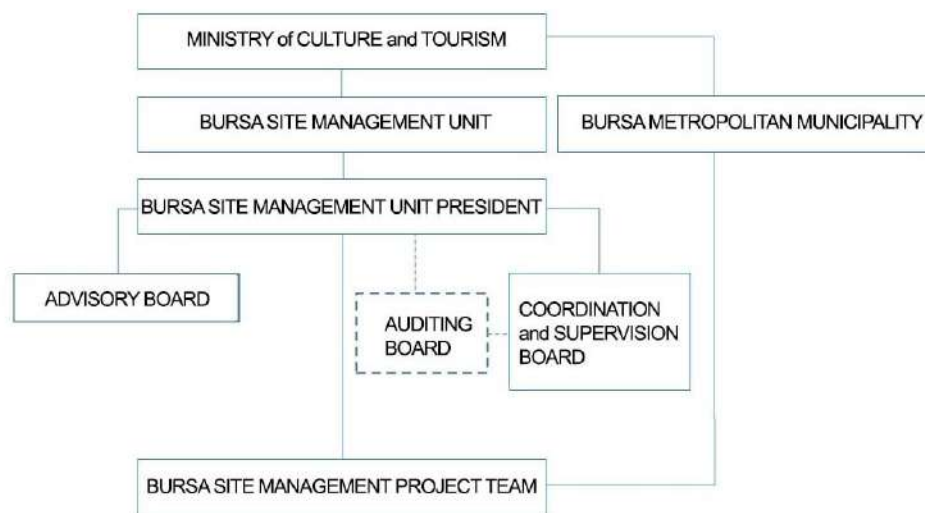 MINISTRY of CULTURE and TOURISM
BURSA SITE MANAGEMENT UNIT
BURSA METROPOLITAN MUNICIPALITY
BURSA SITE MANAGEMENT UNIT PRESIDENT
ADVISORY BOARD
AUDITING
BOARD
COORDINATION
and SUPERVISION
BOARD
BURSA SITE MANAGEMENT PROJECT TEAM